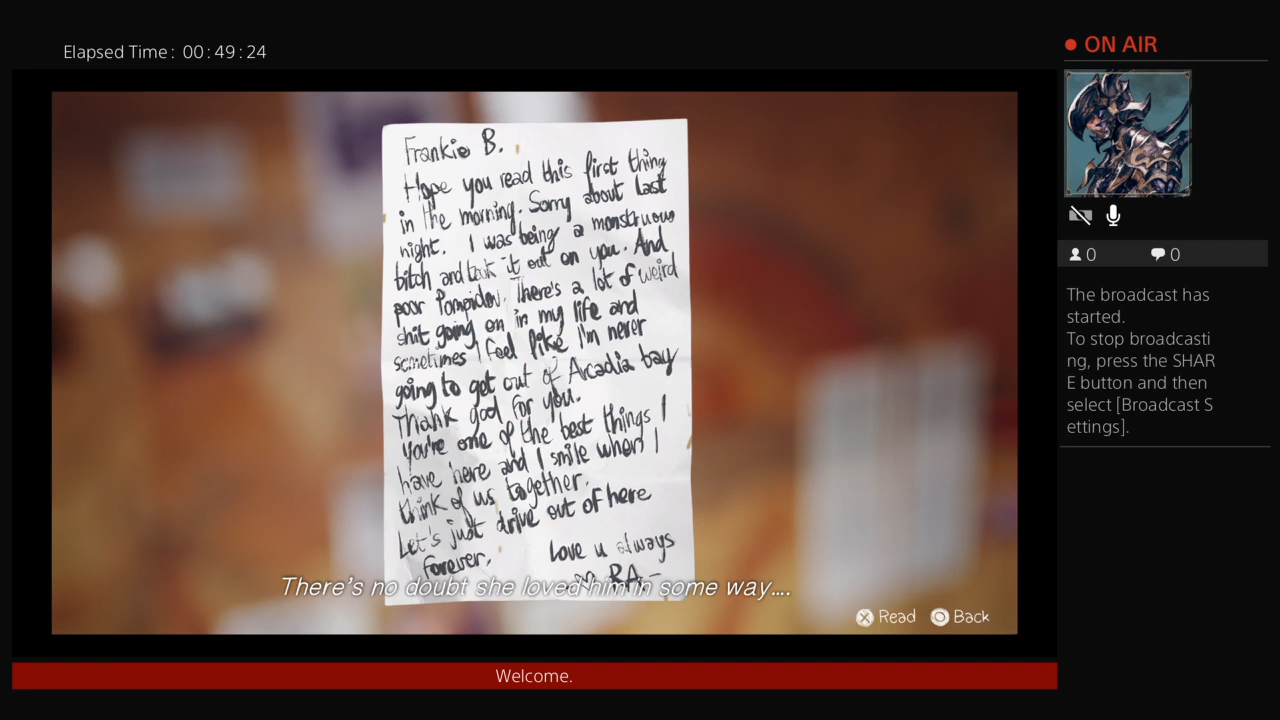 Elapsed Time: 00:49:24
ON AIR
0
0
The broadcast has
started.
To stop broadcasti
ng, press the SHAR
E button and then
select [Broadcast S
ettings].
Frankie B.
Hope you read this first thing
in the morning. Sorry about last
night. I was being a monstruous
bitch and took it out on you. And
poor Pompidou. There's a lot of weird
shit going on in my life and
sometimes I feel like I'm never
going to get out of Arcadia bay
Thank god for you.
You're one of the best things I
have here and I smile when I
think of us together.
Let's just drive out of here
forever.
Love u always
RA
There's no doubt she loved him in some way....
Read
Back
Welcome.